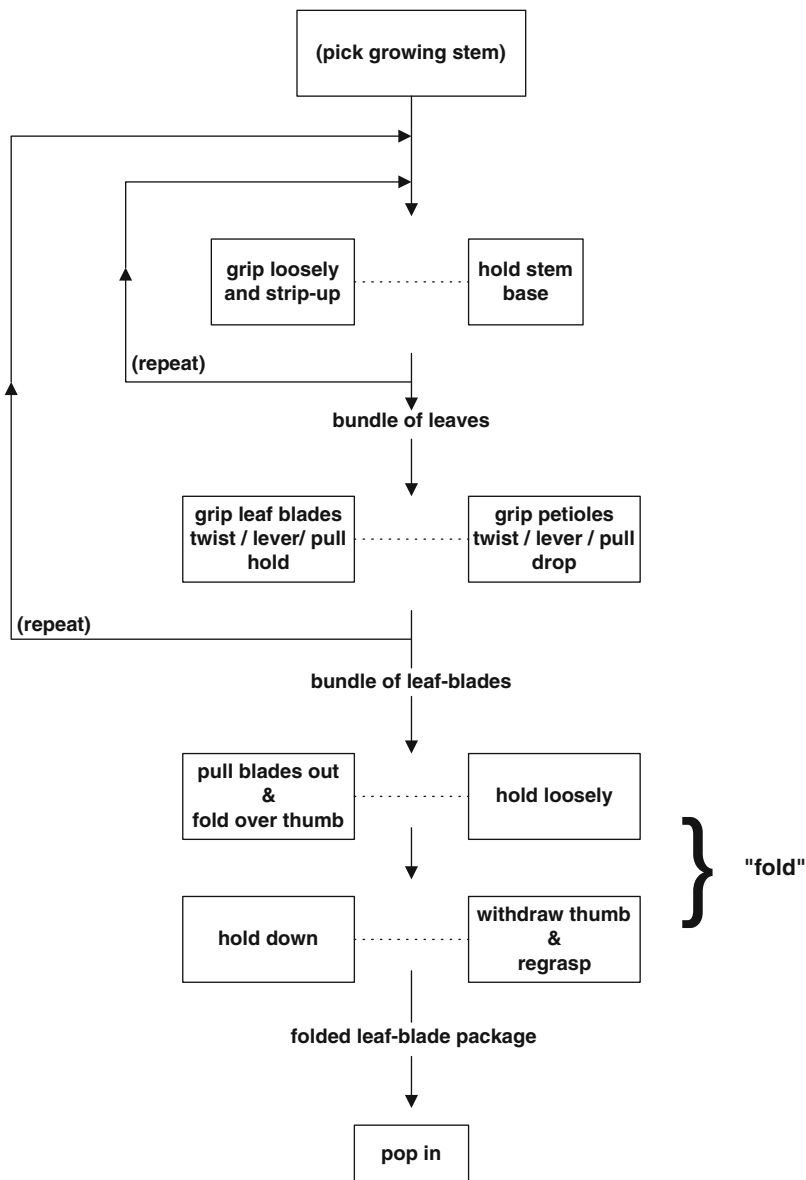 (pick growing stem)
grip loosely
and strip-up
hold stem
base
(repeat)
bundle of leaves
grip leaf blades
twist / lever/ pull
hold
grip petioles
twist / lever / pull
drop
(repeat)
bundle of leaf-blades
pull blades out
&
fold over thumb
hold loosely
"fold"
hold down
withdraw thumb
&
regrasp
folded leaf-blade package
pop in